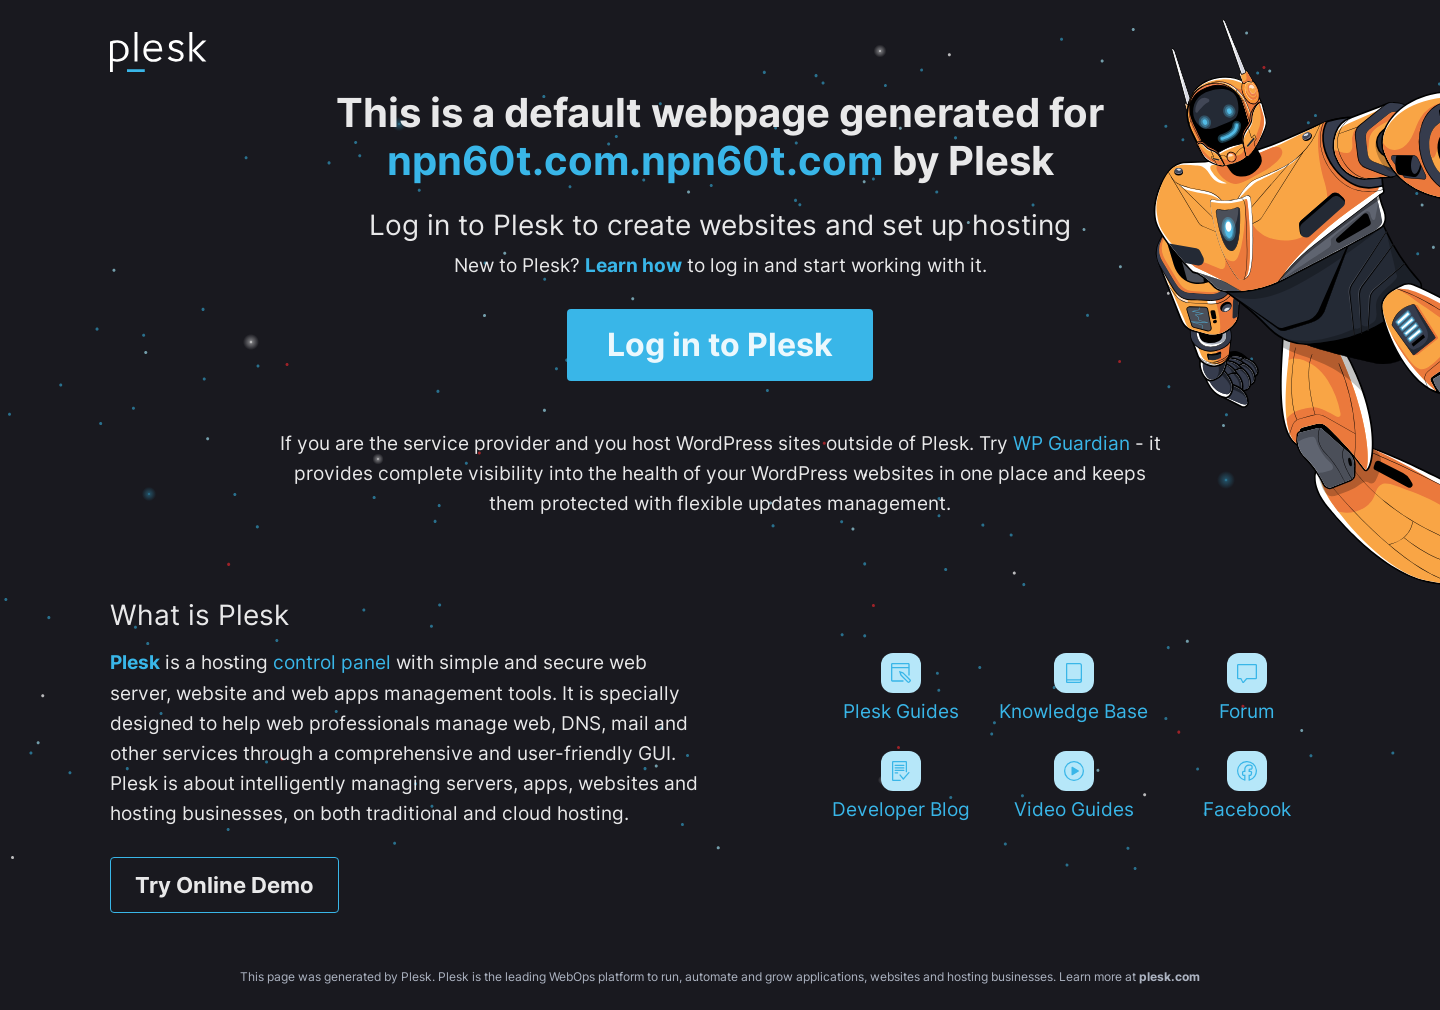 plesk
This is a default webpage generated for
npn60t.com.npn60t.com by Plesk
Log in to Plesk to create websites and set up hosting
New to Plesk? Learn how to log in and start working with it.
Log in to Plesk
If you are the service provider and you host WordPress sites outside of Plesk. Try WP Guardian - it
provides complete visibility into the health of your WordPress websites in one place and keeps
them protected with flexible updates management.
What is Plesk
Plesk is a hosting control panel with simple and secure web
server, website and web apps management tools. It is specially
designed to help web professionals manage web, DNS, mail and
other services through a comprehensive and user-friendly GUI.
Plesk is about intelligently managing servers, apps, websites and
hosting businesses, on both traditional and cloud hosting.
Try Online Demo
Plesk Guides
Knowledge Base
Forum
Developer Blog
Video Guides
Facebook
This page was generated by Plesk. Plesk is the leading WebOps platform to run, automate and grow applications, websites and hosting businesses. Learn more at plesk.com